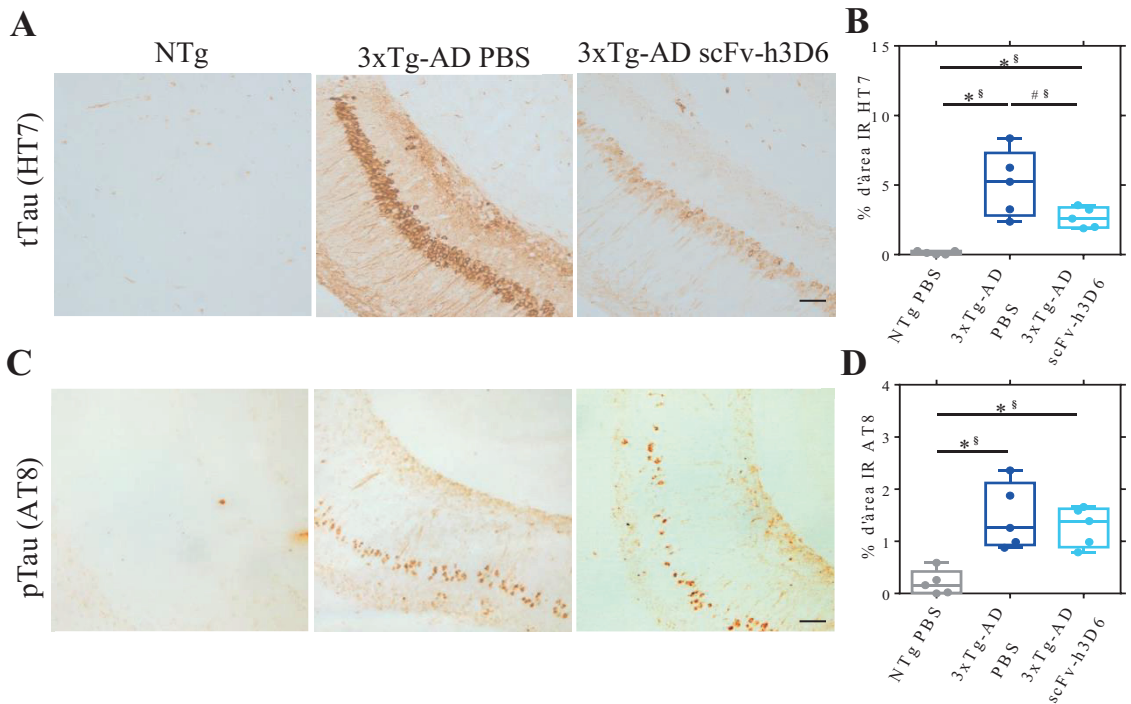 A
NTg
3xTg-AD PBS
3xTg-AD scFv-h3D6
tTau (HT7)
B
% d'àrea IR HT7
15
10
5
0
* §
* §
# §
NTg PBS
3xTg-AD
PBS
3xTg-AD
scFv-h3D6
C
pTau (AT8)
D
% d'àrea IR AT8
4
3
2
1
0
* §
* §
NTg PBS
3xTg-AD
PBS
3xTg-AD
scFv-h3D6